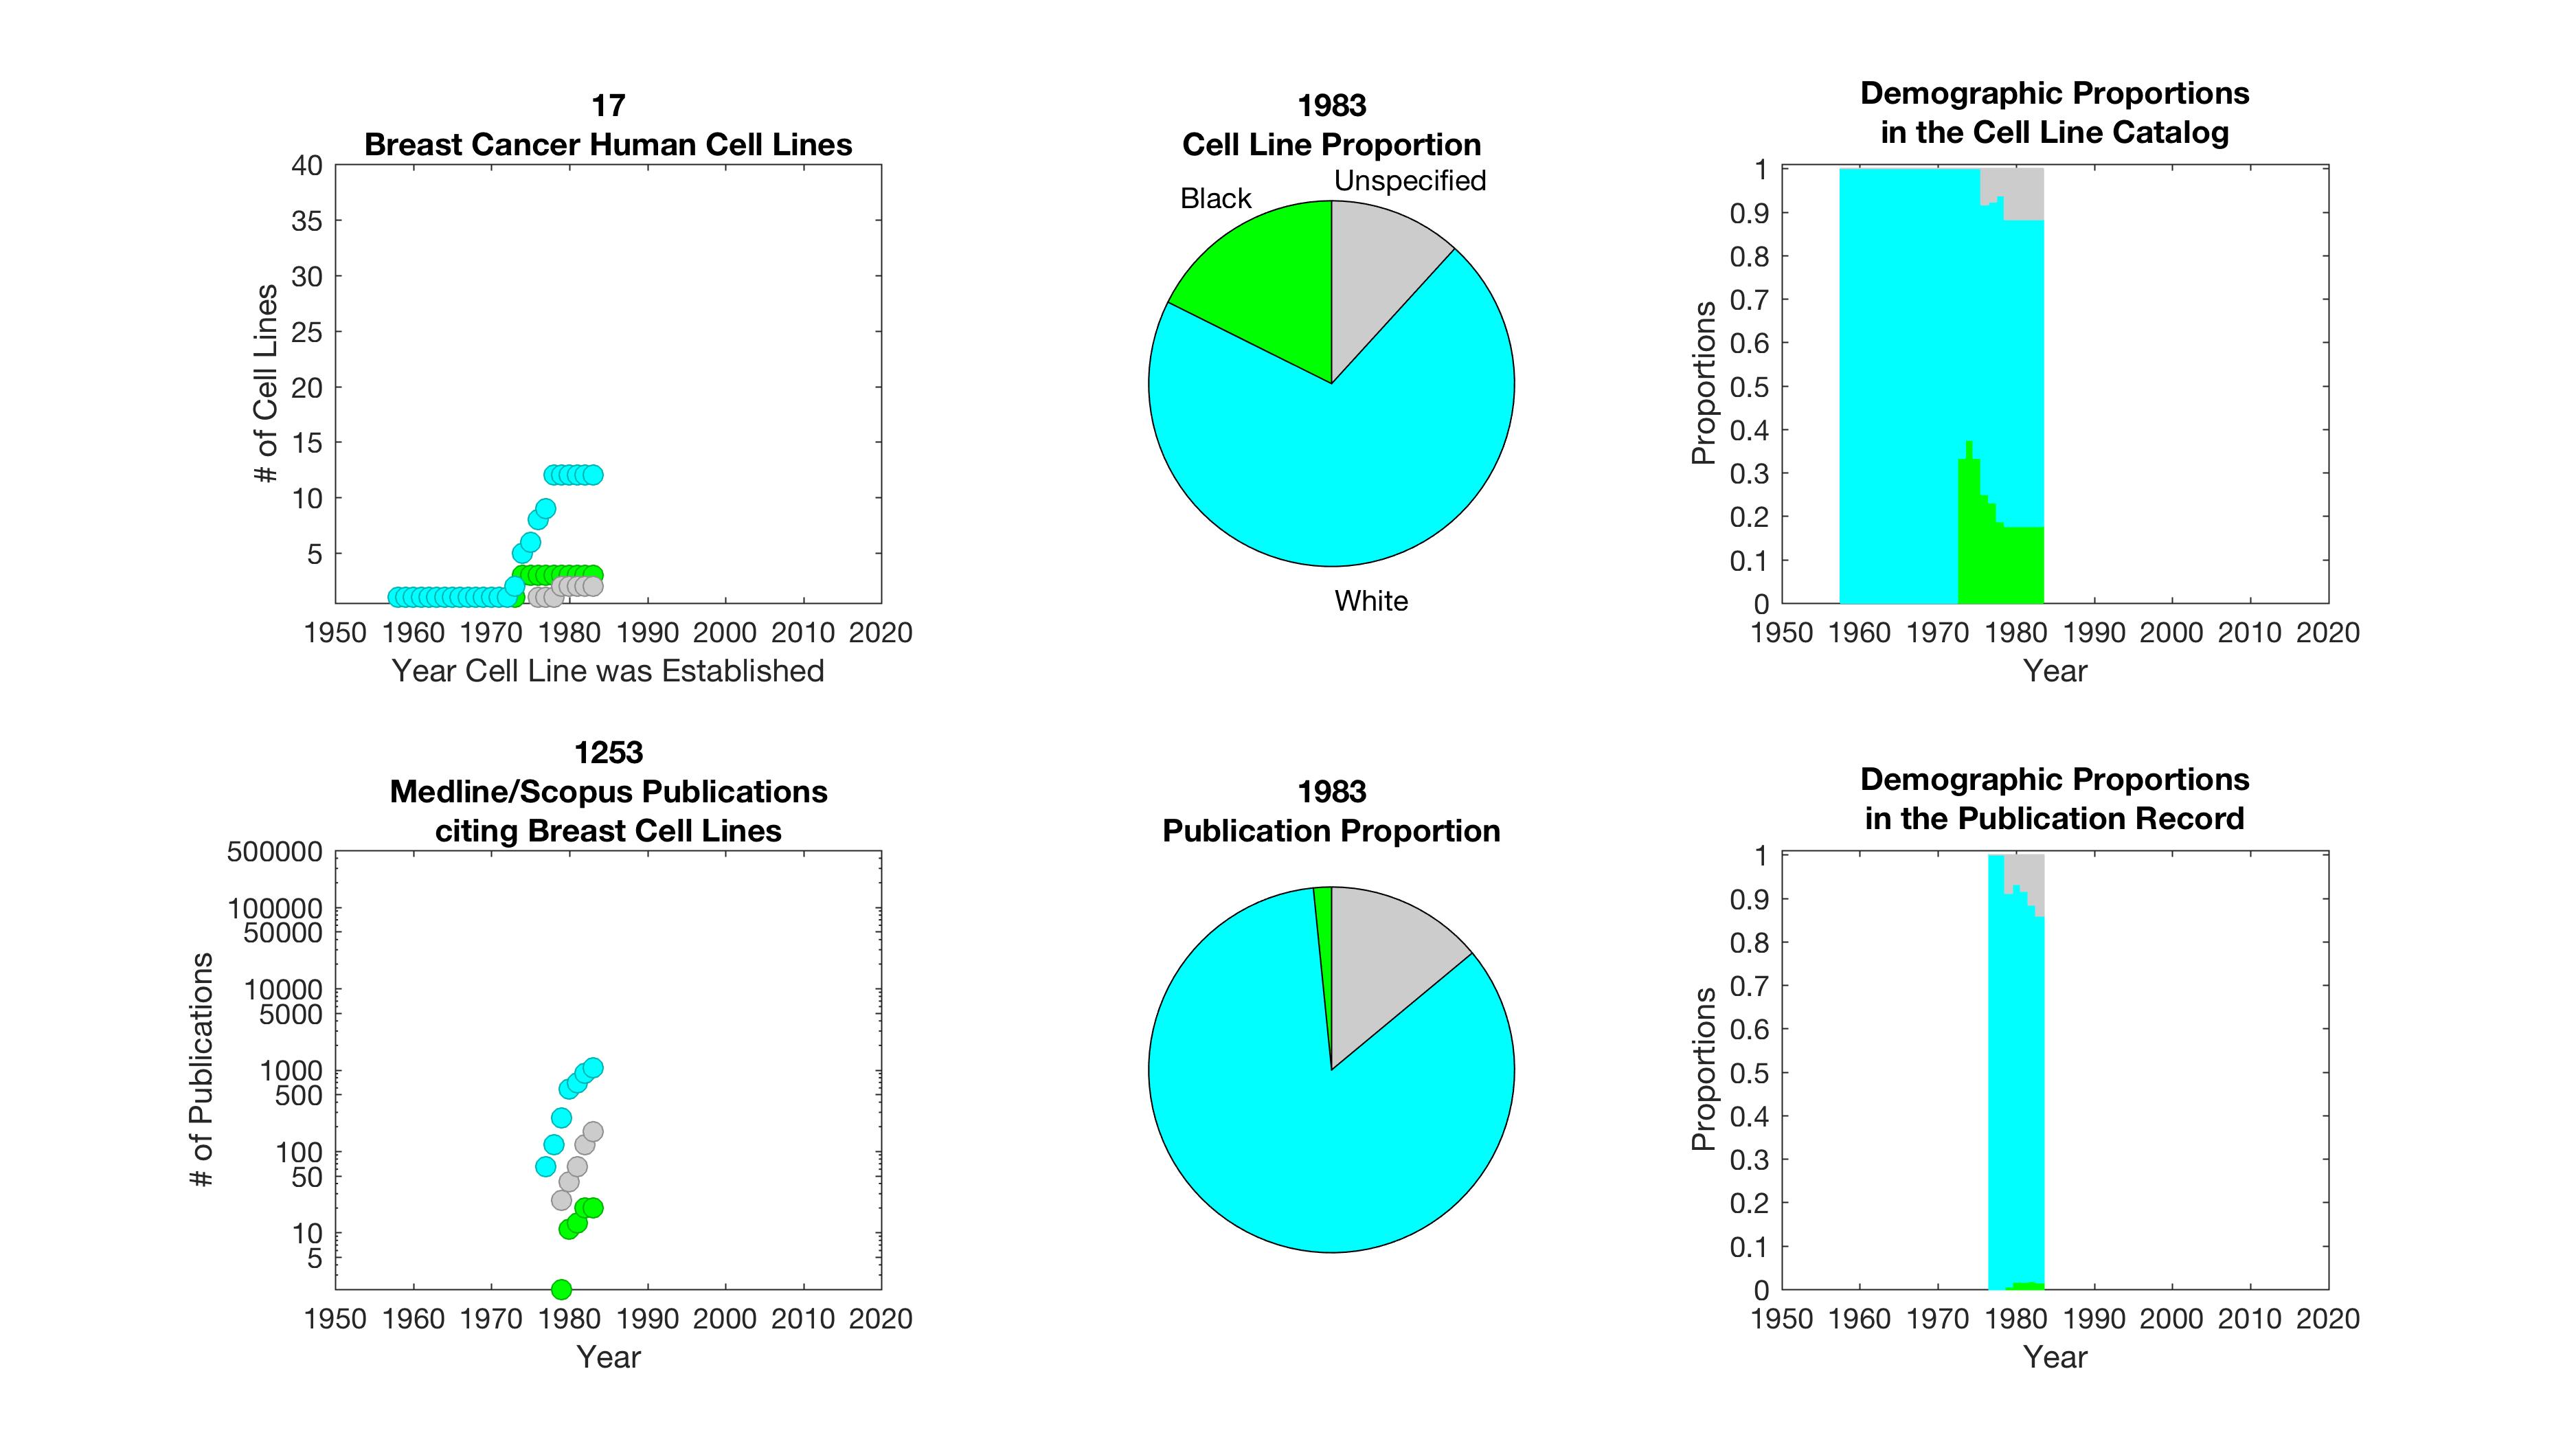 17
Breast Cancer Human Cell Lines
40
35
30
25
20
15
10
5
# of Cell Lines
1950 1960 1970 1980 1990 2000 2010 2020
Year Cell Line was Established
1983
Cell Line Proportion
Unspecified
Black
White
Demographic Proportions
in the Cell Line Catalog
1
0.9
0.8
0.7
0.6
0.5
0.4
0.3
0.2
0.1
0
Proportions
1950 1960 1970 1980 1990 2000 2010 2020
Year
1253
Medline/Scopus Publications
citing Breast Cell Lines
500000
100000
50000
10000
5000
1000
500
100
50
10
5
# of Publications
1950 1960 1970 1980 1990 2000 2010 2020
Year
1983
Publication Proportion
Demographic Proportions
in the Publication Record
1
0.9
0.8
0.7
0.6
0.5
0.4
0.3
0.2
0.1
0
Proportions
1950 1960 1970 1980 1990 2000 2010 2020
Year